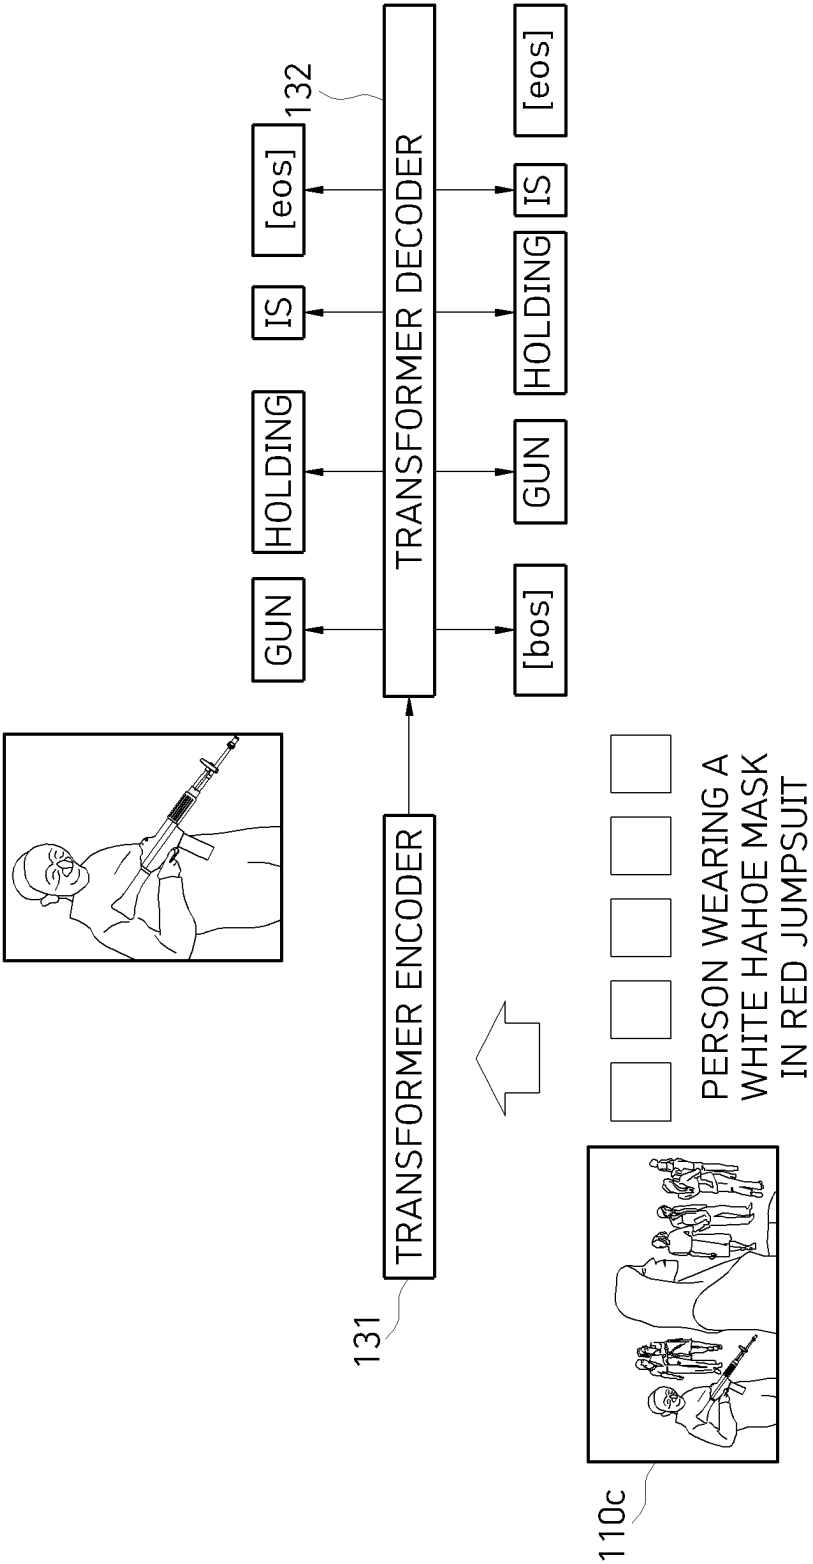 GUN
HOLDING
IS
[eos]
132
131
TRANSFORMER ENCODER
TRANSFORMER DECODER
[bos]
GUN
HOLDING
IS
[eos]
110c
PERSON WEARING A
WHITE HAHOE MASK
IN RED JUMPSUIT